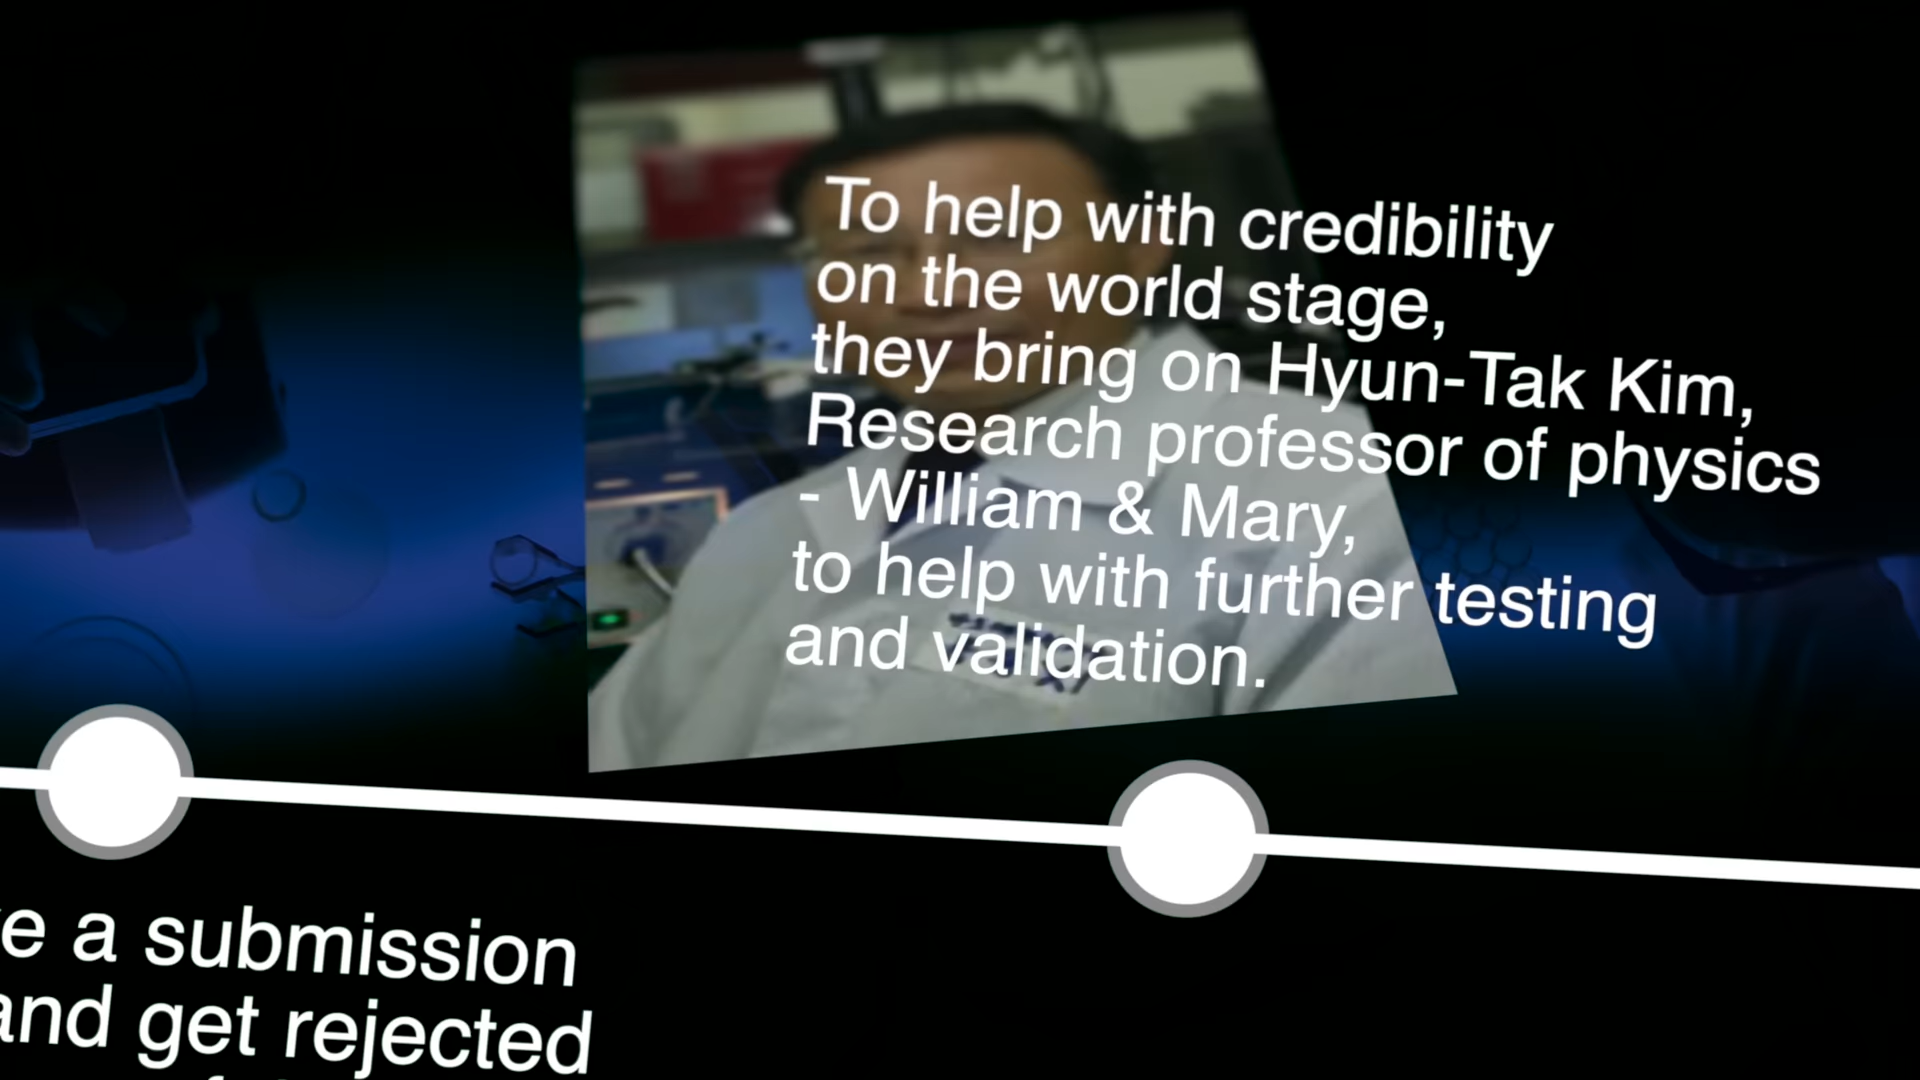 To help with credibility
on the world stage,
they bring on Hyun-Tak Kim,
Research professor of physics
- William & Mary,
to help with further testing
and validation.
e a submission
and get rejected